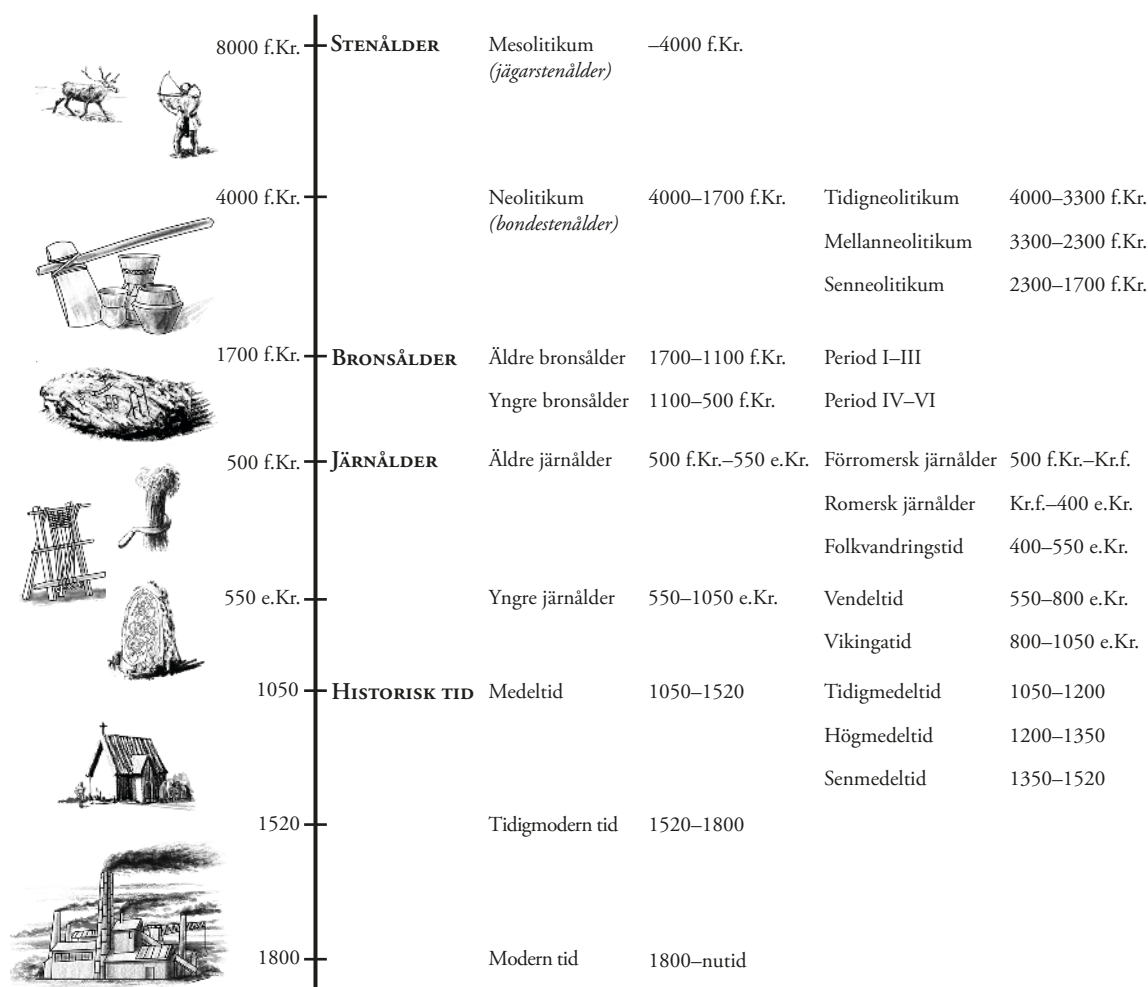 8000 f.Kr. STENÅLDER Mesolitikum –4000 f.Kr.
(jägarstenålder)
4000 f.Kr. Neolitikum 4000–1700 f.Kr. Tidigneolitikum 4000–3300 f.Kr.
(bondestenålder)
Mellanneolitikum 3300–2300 f.Kr.
Senneolitikum 2300–1700 f.Kr.
1700 f.Kr. BRONSÅLDER Äldre bronsålder 1700–1100 f.Kr. Period I–III
Yngre bronsålder 1100–500 f.Kr. Period IV–VI
500 f.Kr. JÄRNÅLDER Äldre järnålder 500 f.Kr.–550 e.Kr. Förromersk järnålder 500 f.Kr.–Kr.f.
Romersk järnålder Kr.f.–400 e.Kr.
Folkvandringstid 400–550 e.Kr.
550 e.Kr. Yngre järnålder 550–1050 e.Kr. Vendeltid 550–800 e.Kr.
Vikingatid 800–1050 e.Kr.
1050 HISTORISK TID Medeltid 1050–1520 Tidigmedeltid 1050–1200
Högmedeltid 1200–1350
Senmedeltid 1350–1520
1520 Tidigmodern tid 1520–1800
1800 Modern tid 1800–nutid